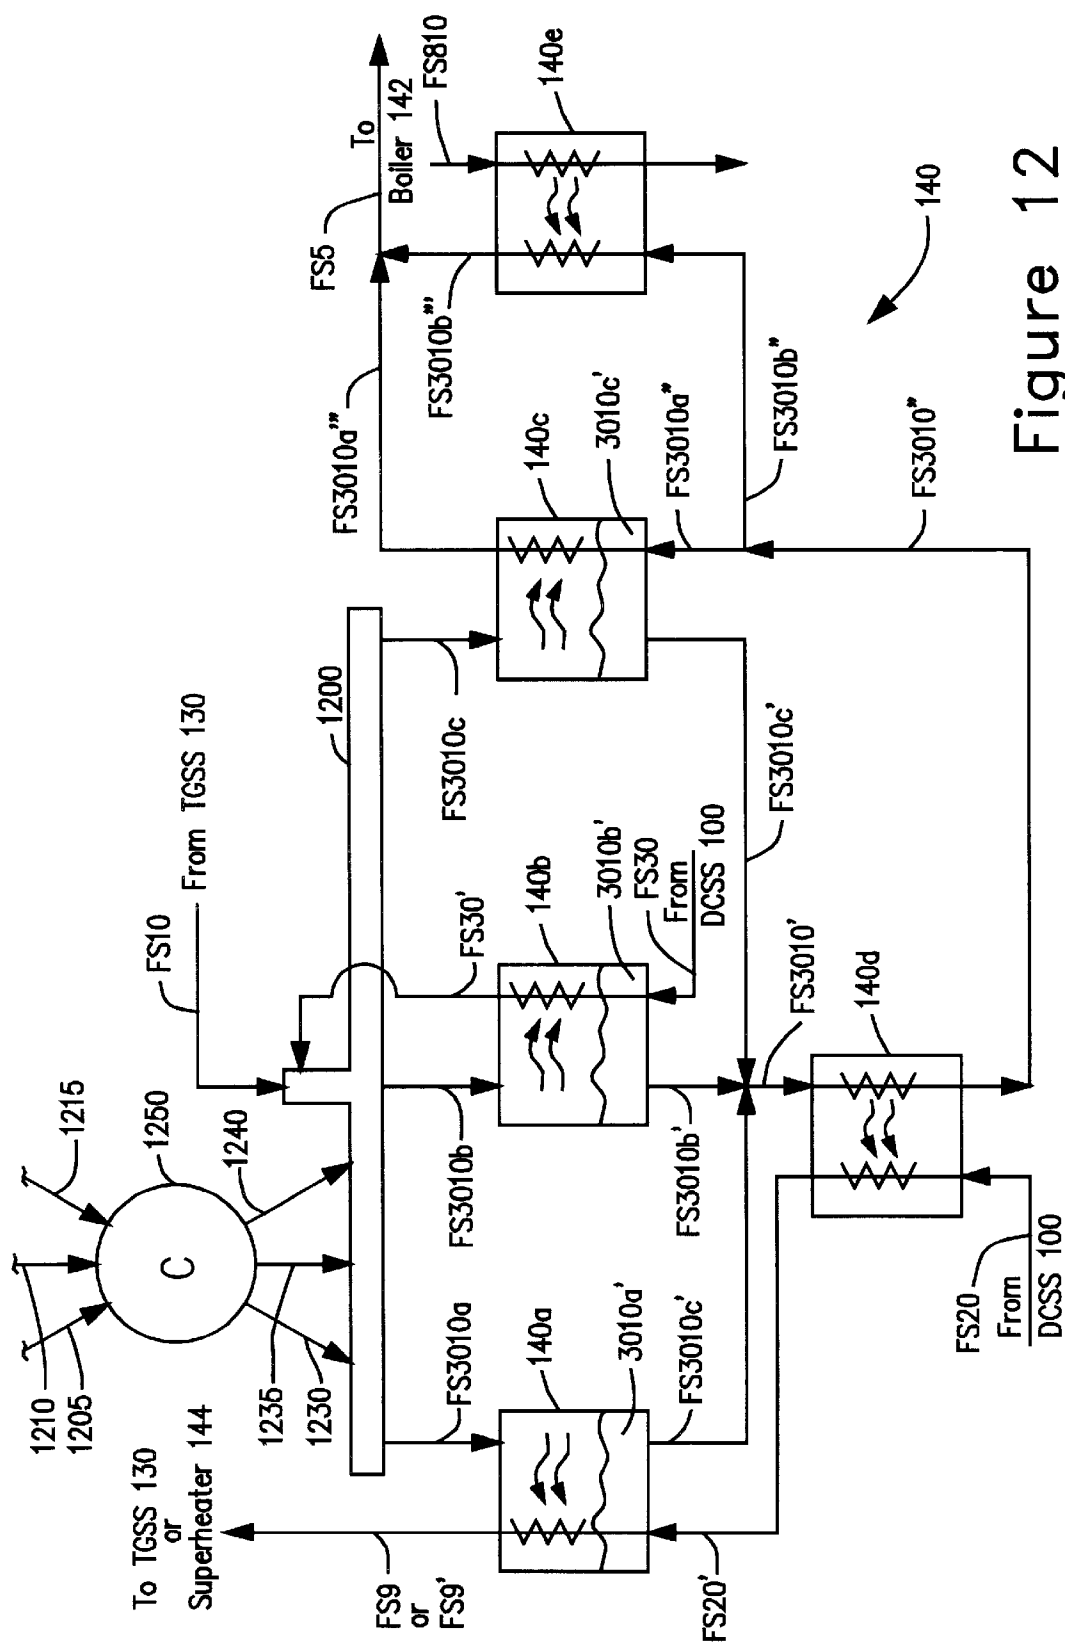 To TGSS 130
or
Superheater 144
1210
1205
1235
1230
C
1215
1250
1240
FS10
From TGSS 130
1200
FS9
or
FS9'
FS3010a
140a
3010a'
FS3010c'
FS20'
FS3010b
FS30'
140b
3010b'
FS30
From
DCSS 100
FS3010b'
FS3010c
140c
3010c'
FS3010a"
FS3010c'
FS3010a'''
FS5
To
Boiler 142
FS810
FS3010b'''
140e
FS3010b"
FS3010"
FS3010'
140d
FS20
From
DCSS 100
140
Figure 12